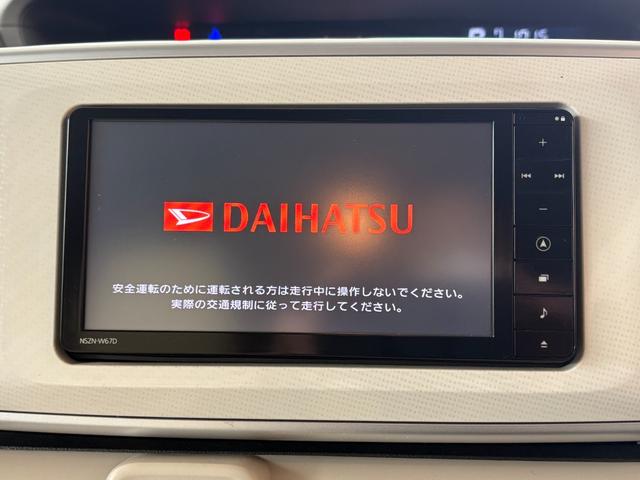 DAIHATSU
安全運転のために運転される方は走行中に操作しないでください。
実際の交通規制に従って走行してください。
NSZN-W67D